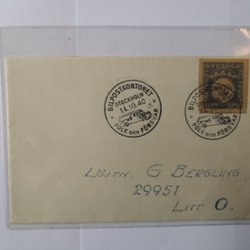 BILPOSTKONTORET
STOCKHOLM
14.10.40
FOLK OCH FÖRSVAR
SVERIGE
LÖJTN. G. BERGLING
29951
LITT O.